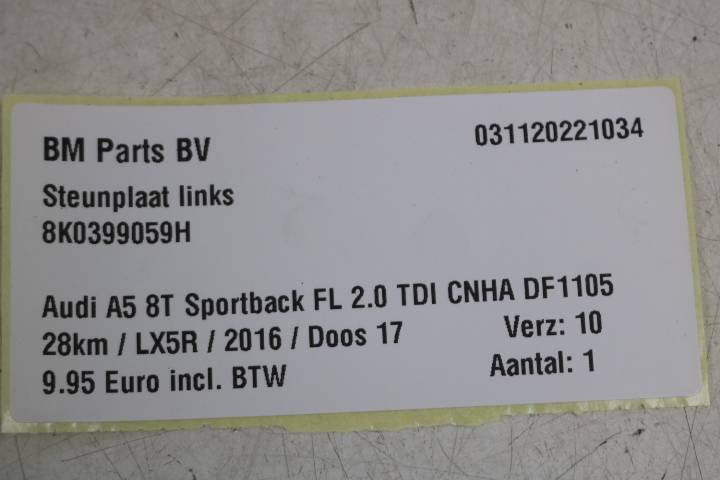 BM Parts BV 031120221034
Steunplaat links
8K0399059H
Audi A5 8T Sportback FL 2.0 TDI CNHA DF1105
28km / LX5R / 2016 / Doos 17 Verz: 10
9.95 Euro incl. BTW Aantal: 1